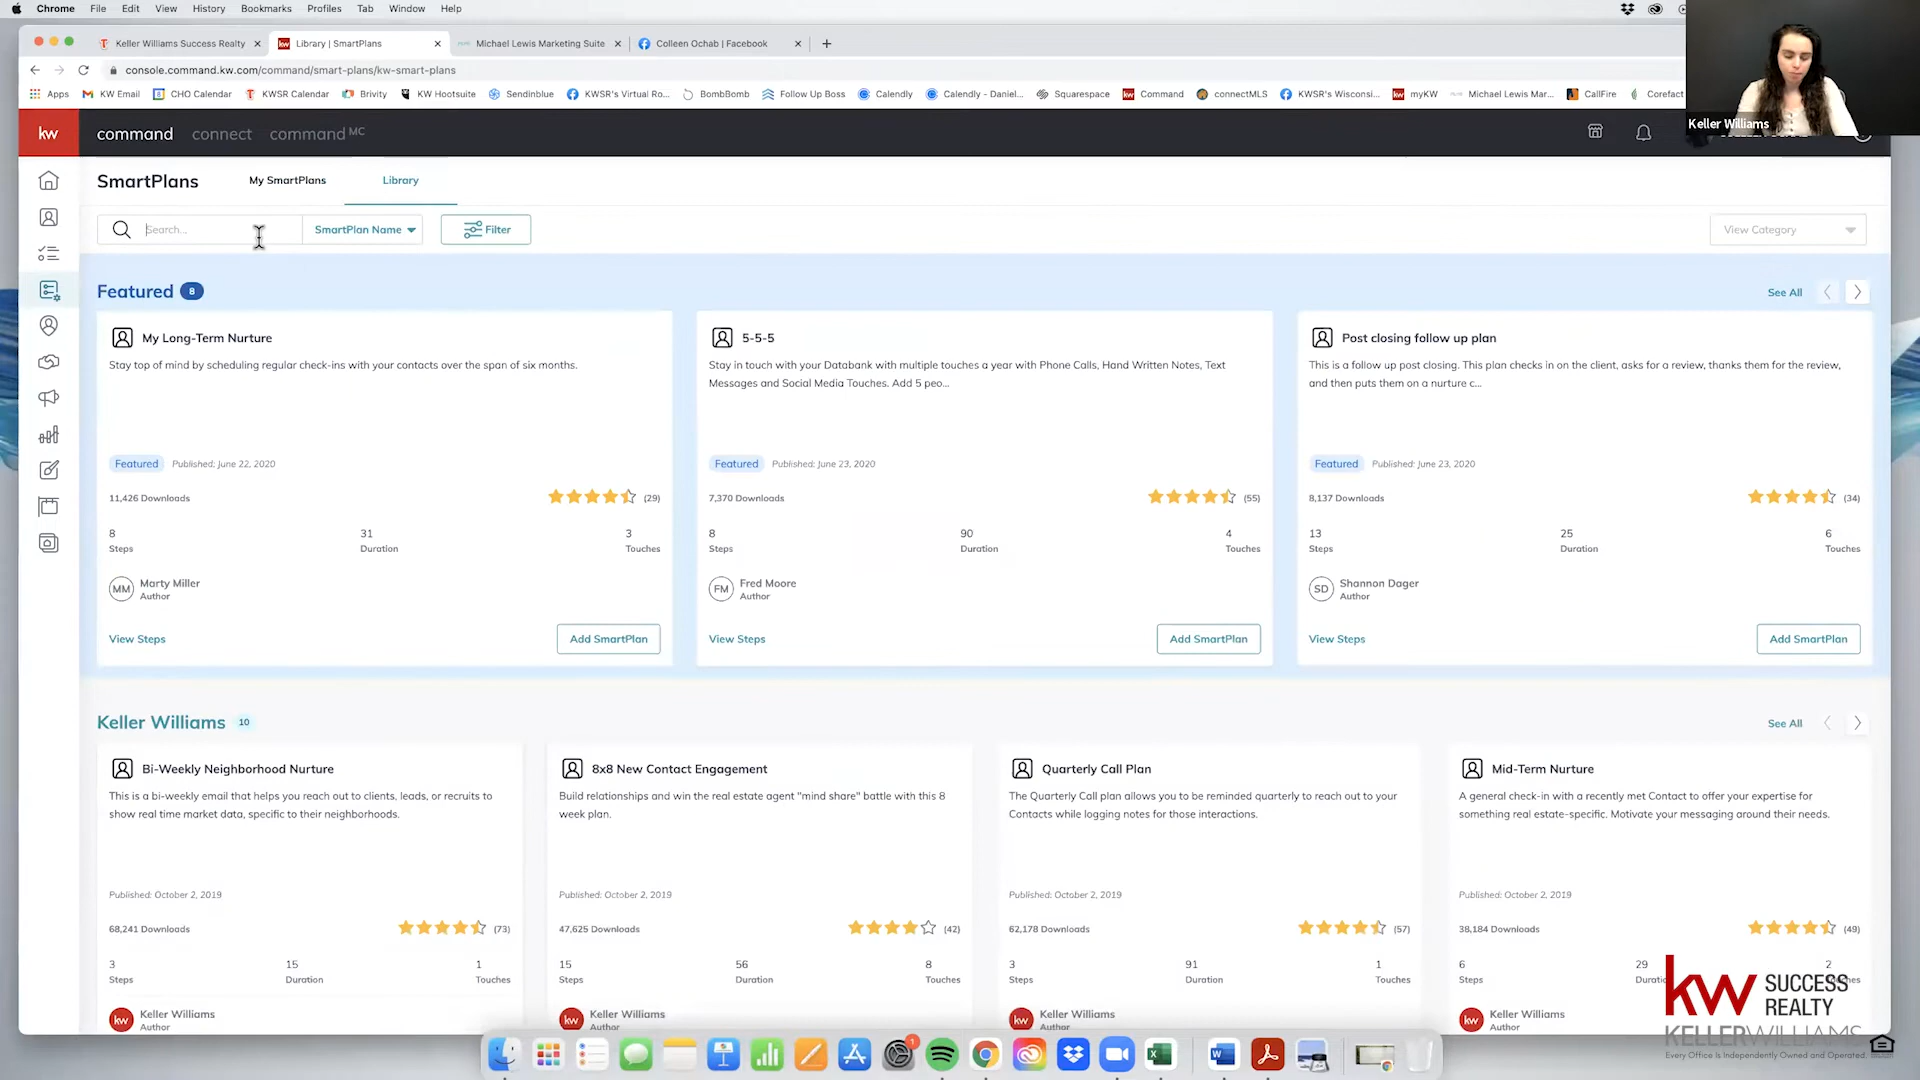 Chrome File Edit View History Bookmarks Profiles Tab Window Help
Keller Williams Success Realty
Library | SmartPlans
Michael Lewis Marketing Suite
Colleen Ochab | Facebook
console.command.kw.com/command/smart-plans/kw-smart-plans
Apps KW Email CHO Calendar KWSR Calendar Brivity KW Hootsuite Sendinblue KWSR's Virtual Ro... BombBomb Follow Up Boss Calendly Calendly - Daniel... Squarespace Command connectMLS KWSR's Wisconsi... myKW Michael Lewis Mar... CallFire Corefact
Keller Williams
kw command connect command MC
SmartPlans My SmartPlans Library
Search... SmartPlan Name Filter View Category
Featured 8 See All
My Long-Term Nurture
Stay top of mind by scheduling regular check-ins with your contacts over the span of six months.
Featured Published: June 22, 2020
11,426 Downloads (29)
8 31 3
Steps Duration Touches
MM Marty Miller
Author
View Steps Add SmartPlan
5-5-5
Stay in touch with your Databank with multiple touches a year with Phone Calls, Hand Written Notes, Text
Messages and Social Media Touches. Add 5 peo...
Featured Published: June 23, 2020
7,370 Downloads (55)
8 90 4
Steps Duration Touches
FM Fred Moore
Author
View Steps Add SmartPlan
Post closing follow up plan
This is a follow up post closing. This plan checks in on the client, asks for a review, thanks them for the review,
and then puts them on a nurture c...
Featured Published: June 23, 2020
8,137 Downloads (34)
13 25 6
Steps Duration Touches
SD Shannon Dager
Author
View Steps Add SmartPlan
Keller Williams 10 See All
Bi-Weekly Neighborhood Nurture
This is a bi-weekly email that helps you reach out to clients, leads, or recruits to
show real time market data, specific to their neighborhoods.
Published: October 2, 2019
68,241 Downloads (73)
3 15 1
Steps Duration Touches
kw Keller Williams
Author
8x8 New Contact Engagement
Build relationships and win the real estate agent "mind share" battle with this 8
week plan.
Published: October 2, 2019
47,625 Downloads (42)
15 56 8
Steps Duration Touches
kw Keller Williams
Author
Quarterly Call Plan
The Quarterly Call plan allows you to be reminded quarterly to reach out to your
Contacts while logging notes for those interactions.
Published: October 2, 2019
62,178 Downloads (57)
3 91 1
Steps Duration Touches
kw Keller Williams
Author
Mid-Term Nurture
A general check-in with a recently met Contact to offer your expertise for
something real estate-specific. Motivate your messaging around their needs.
Published: October 2, 2019
38,184 Downloads (49)
6 29 2
Steps
kw Keller Williams
Author
kw SUCCESS
REALTY
KELLERWILLIAMS
Every Office is Independently Owned and Operated.
1